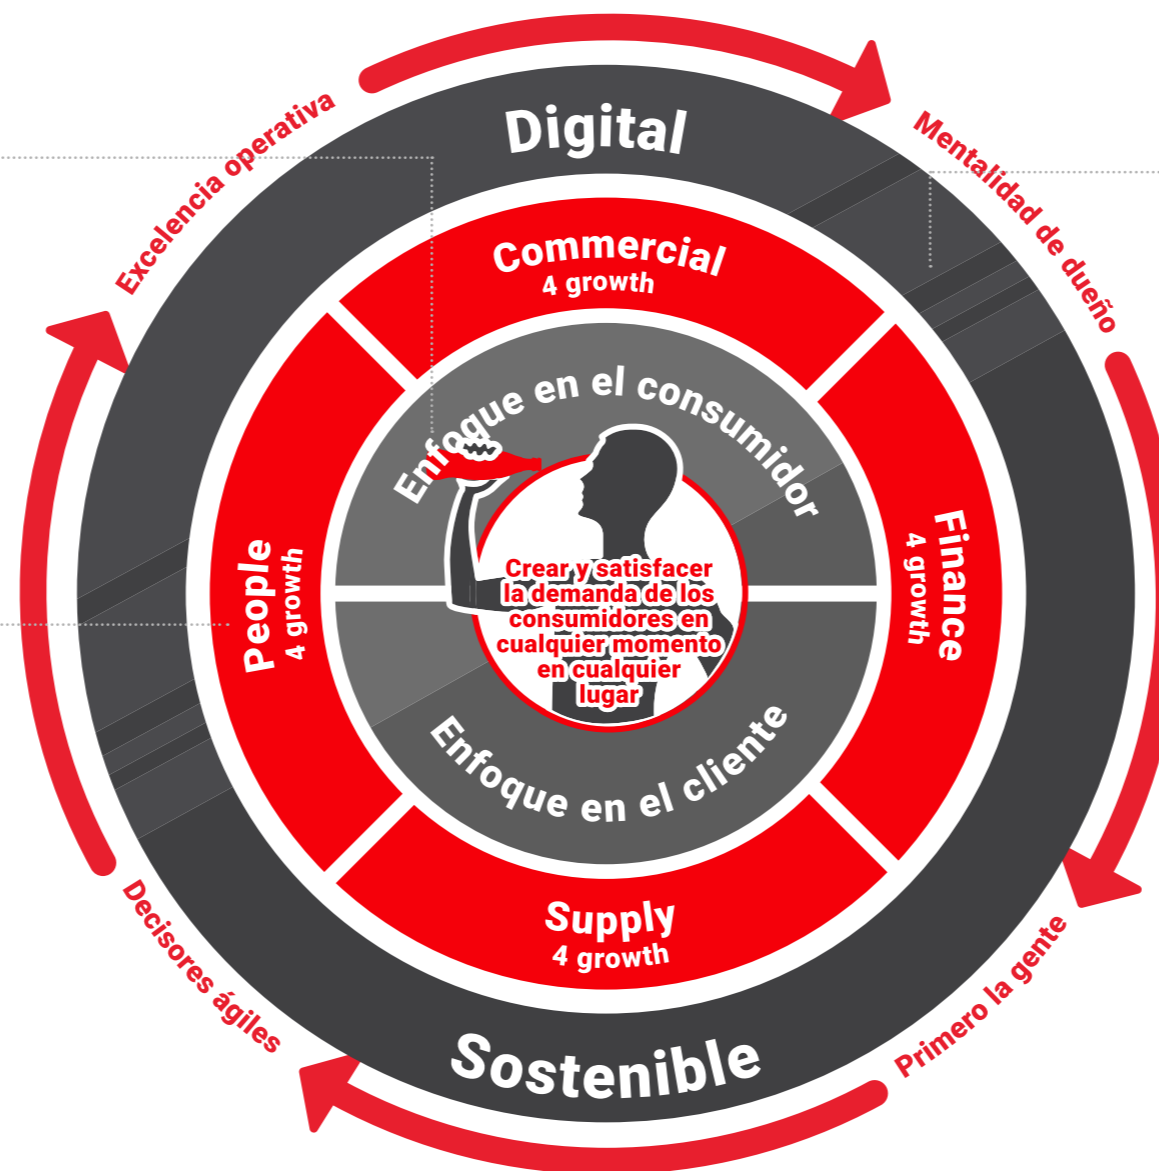 Digital
Excelencia operativa
Mentalidad de dueño
Commercial
4 growth
Enfoque en el consumidor
People
4 growth
Finance
4 growth
Crear y satisfacer
la demanda de los
consumidores en
cualquier momento
en cualquier
lugar
Enfoque en el cliente
Supply
4 growth
Decisores ágiles
Primero la gente
Sostenible